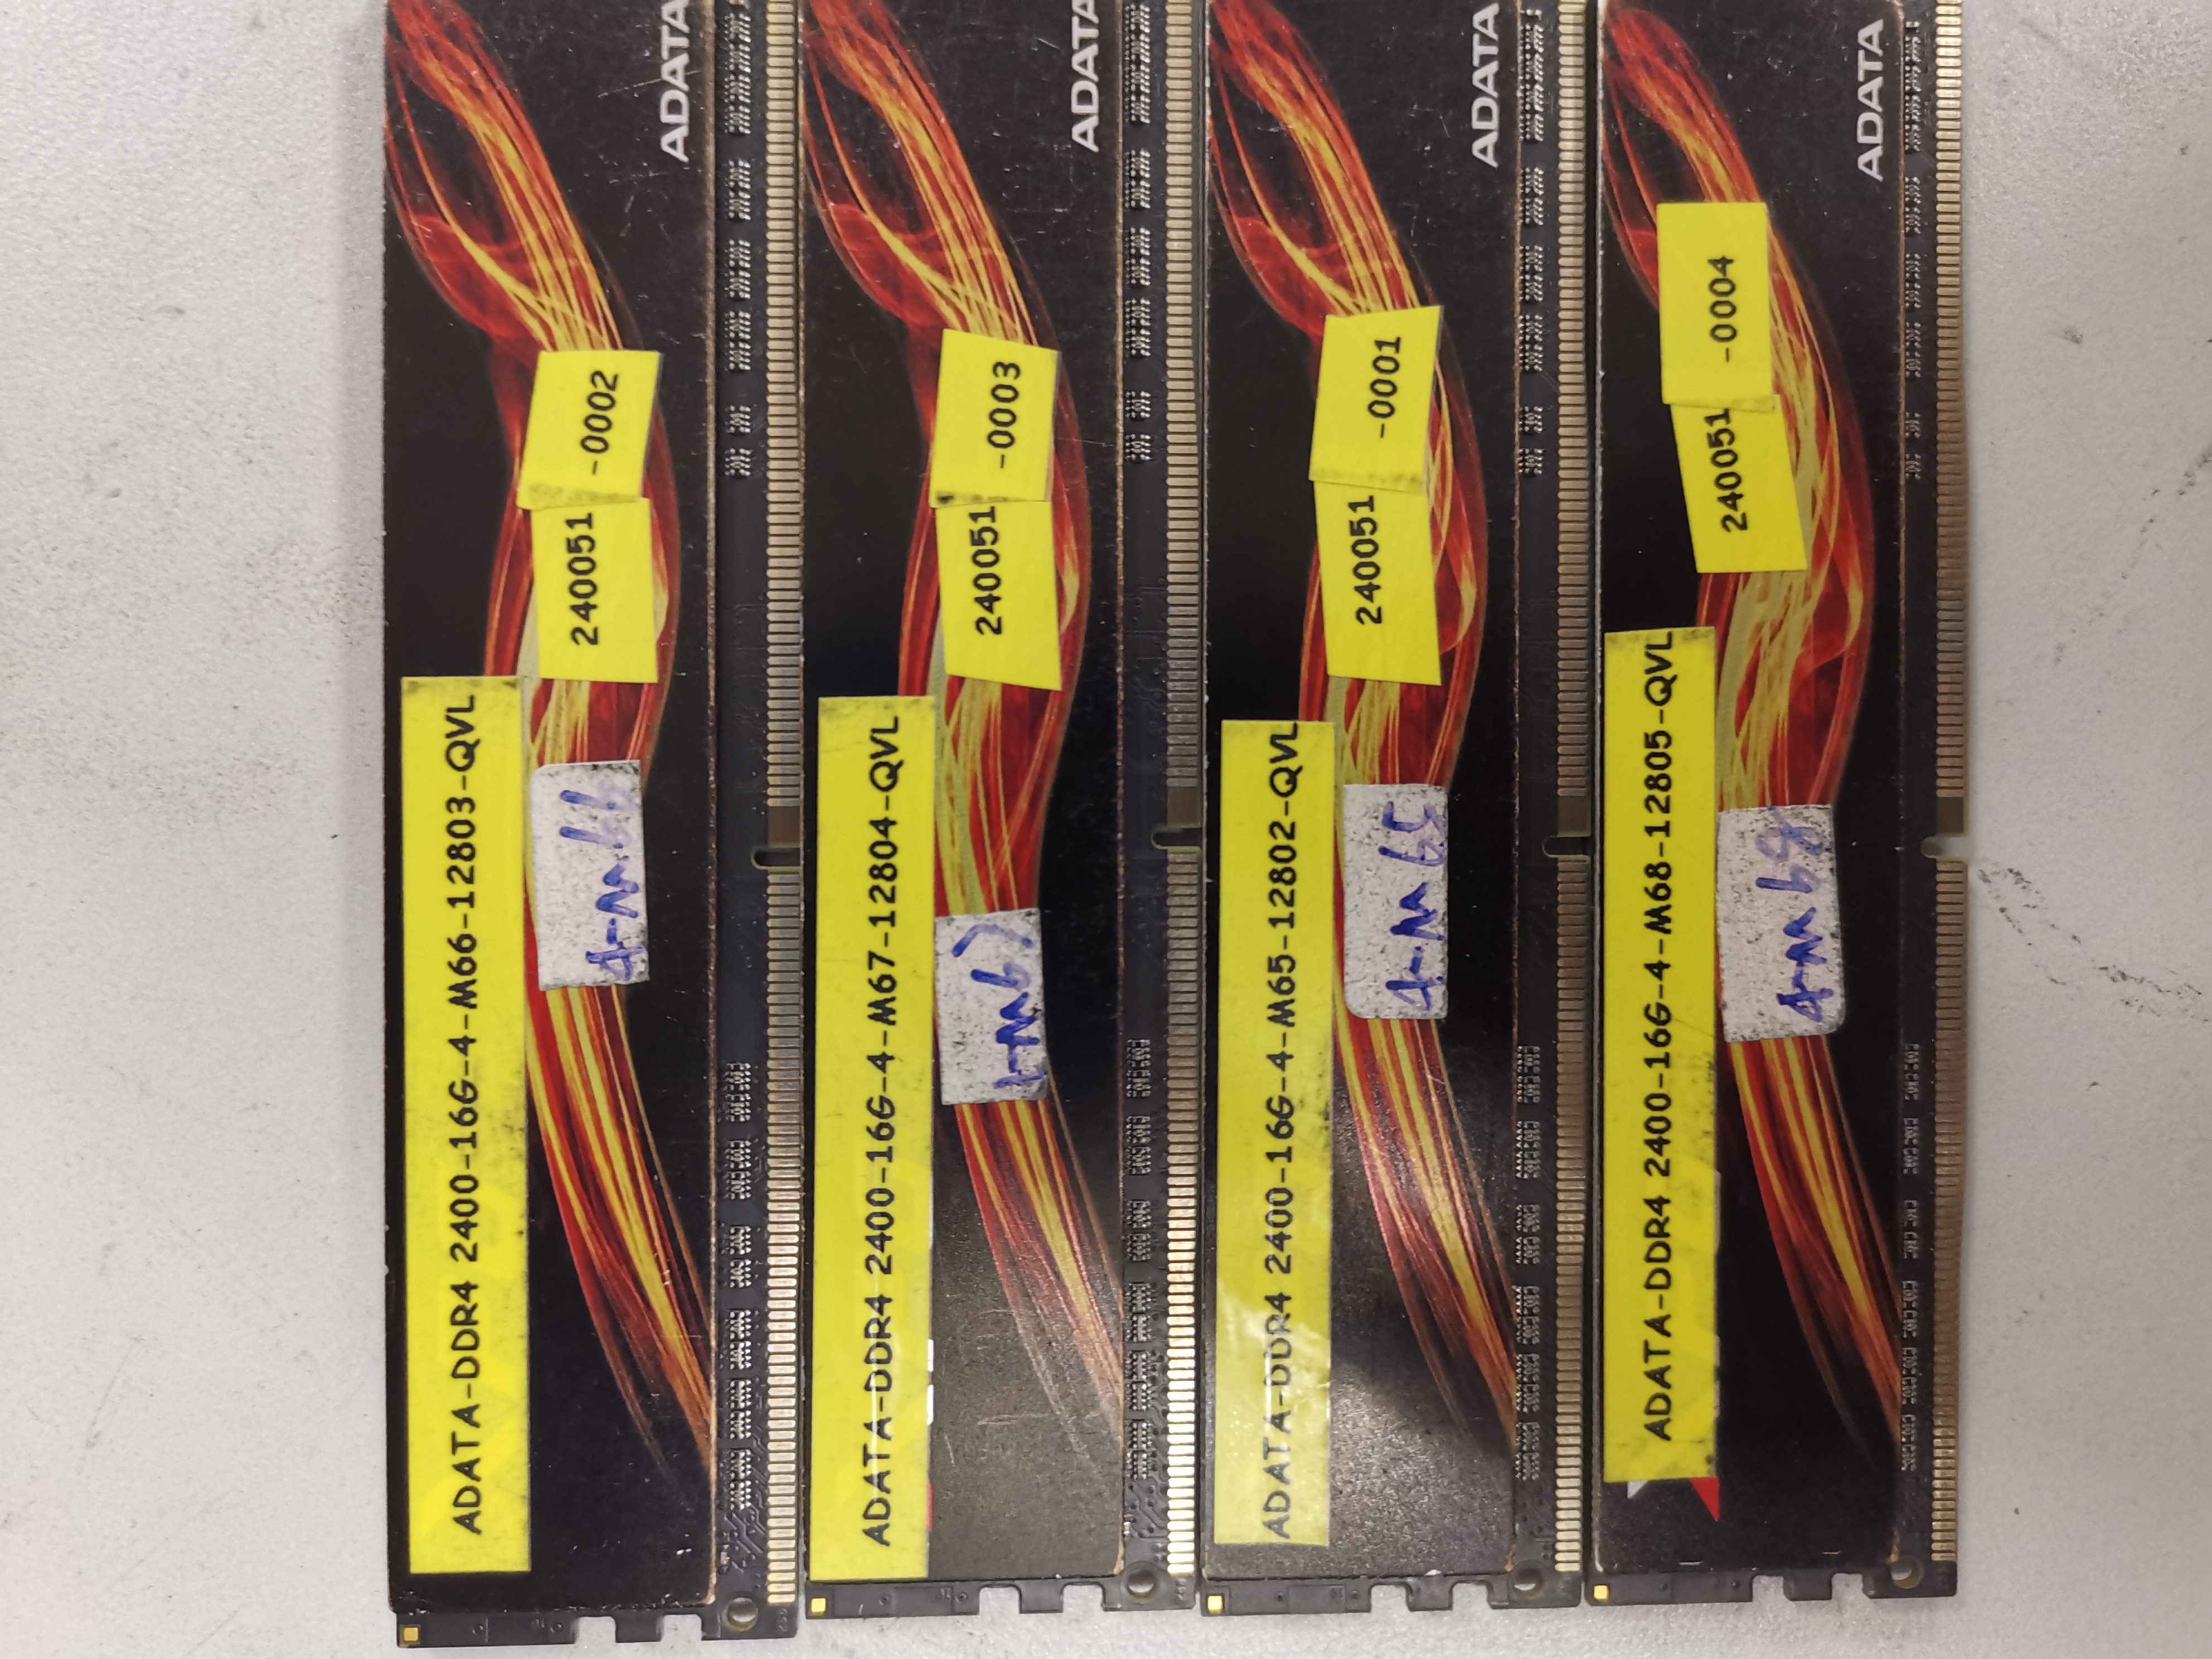 ADATA-DDR4 2400-16G-4-M66-12803-QVL
4-M66
240051 -0002
ADATA
ADATA-DDR4 2400-16G-4-M67-12804-QVL
4-M67
240051 -0003
ADATA
ADATA-DDR4 2400-16G-4-M65-12802-QVL
4-M65
240051 -0001
ADATA
ADATA-DDR4 2400-16G-4-M68-12805-QVL
4-M68
240051 -0004
ADATA